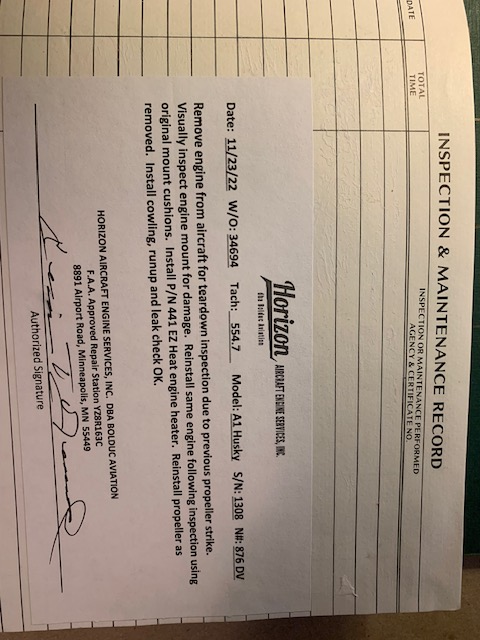 INSPECTION & MAINTENANCE RECORD
DATE
TOTAL
TIME
INSPECTION OR MAINTENANCE PERFORMED
AGENCY & CERTIFICATE NO.
Horizon AIRCRAFT ENGINE SERVICES, INC.
dba Bolduc Aviation
Date: 11/23/22 W/O: 34694 Tach: 554.7 Model: A1 Husky S/N: 1308 N#: 876 DV
Remove engine from aircraft for teardown inspection due to previous propeller strike.
Visually inspect engine mount for damage. Reinstall same engine following inspection using
original mount cushions. Install P/N 441 EZ Heat engine heater. Reinstall propeller as
removed. Install cowling, runup and leak check OK.
HORIZON AIRCRAFT ENGINE SERVICES, INC. DBA BOLDUC AVIATION
F.A.A. Approved Repair Station YZ8R163C
8891 Airport Road, Minneapolis, MN 55449
Authorized Signature